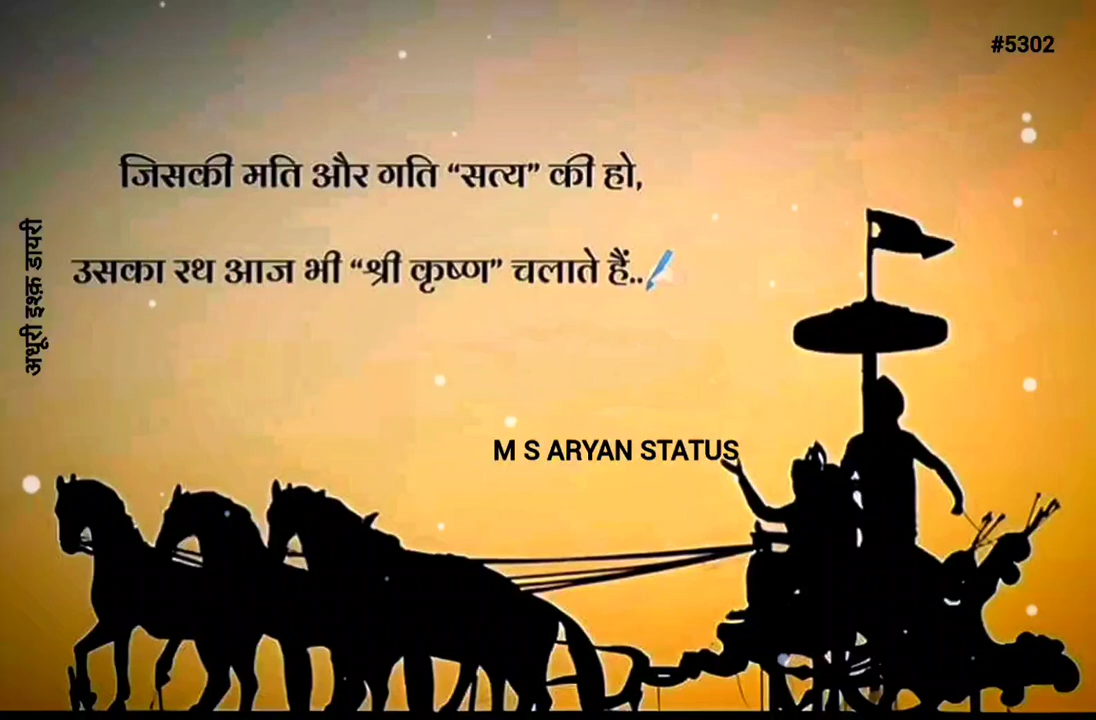 #5302
जिसकी मति और गति “सत्य” की हो,
उसका रथ आज भी “श्री कृष्ण” चलाते हैं..
अधूरी इश्क़ डायरी
M S ARYAN STATUS